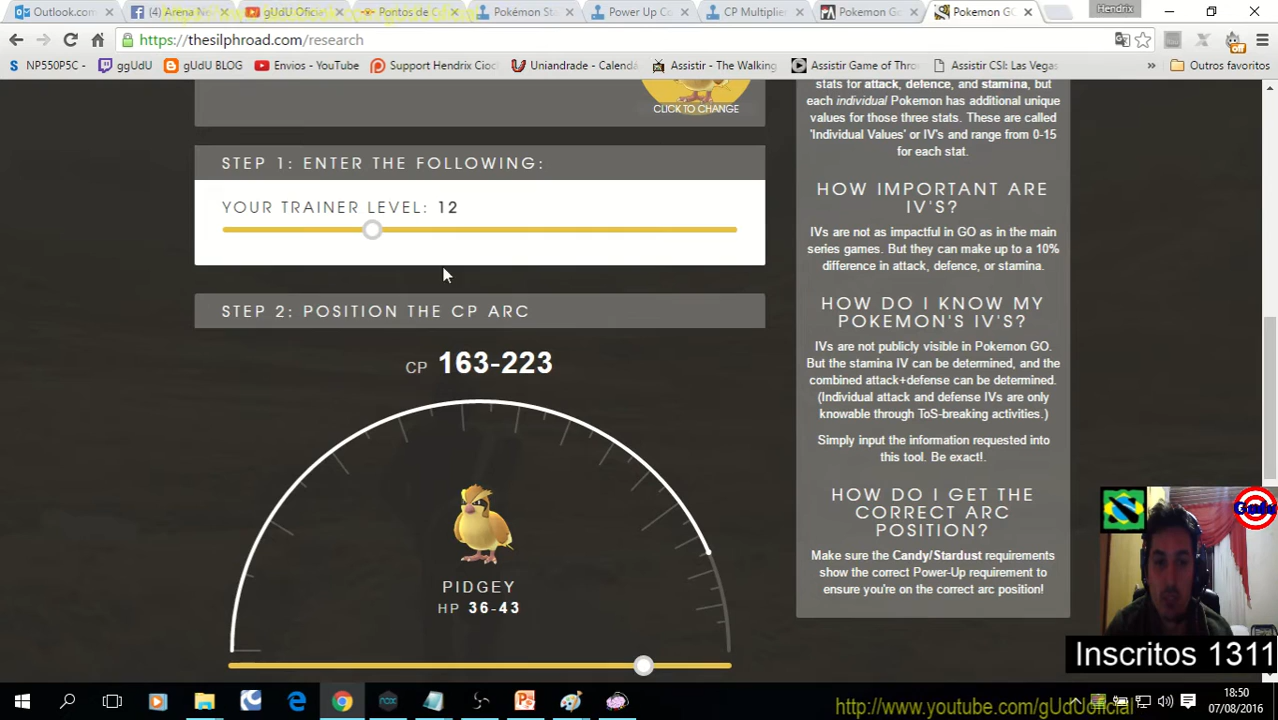 Outlook.com
(4) Arena Ne
gUdU Oficia
Pontos de
Pokémon St
Power Up C
CP Multiplie
Pokemon Go
Pokemon GO
Hendrix
https://thesilphroad.com/research
NP550P5C -
ggUdU
gUdU BLOG
Envios - YouTube
Support Hendrix Cioc
Uniandrade - Calend
Assistir - The Walking
Assistir Game of Thro
Assistir CSI: Las Vegas
»
Outros favoritos
off
CLICK TO CHANGE
STEP 1: ENTER THE FOLLOWING:
YOUR TRAINER LEVEL: 12
STEP 2: POSITION THE CP ARC
CP 163-223
PIDGEY
HP 36-43
stats for attack, defence, and stamina, but
each individual Pokemon has additional unique
values for those three stats. These are called
'Individual Values' or IV's and range from 0-15
for each stat.
HOW IMPORTANT ARE
IV'S?
IVs are not as impactful in GO as in the main
series games. But they can make up to a 10%
difference in attack, defence, or stamina.
HOW DO I KNOW MY
POKEMON'S IV'S?
IVs are not publicly visible in Pokemon GO.
But the stamina IV can be determined, and the
combined attack+defense can be determined.
(Individual attack and defense IVs are only
knowable through ToS-breaking activities.)
Simply input the information requested into
this tool. Be exact!.
HOW DO I GET THE
CORRECT ARC
POSITION?
Make sure the Candy/Stardust requirements
show the correct Power-Up requirement to
ensure you're on the correct arc position!
Gudu
Inscritos 1311
18:50
07/08/2016
http://www.youtube.com/gUdUoficial